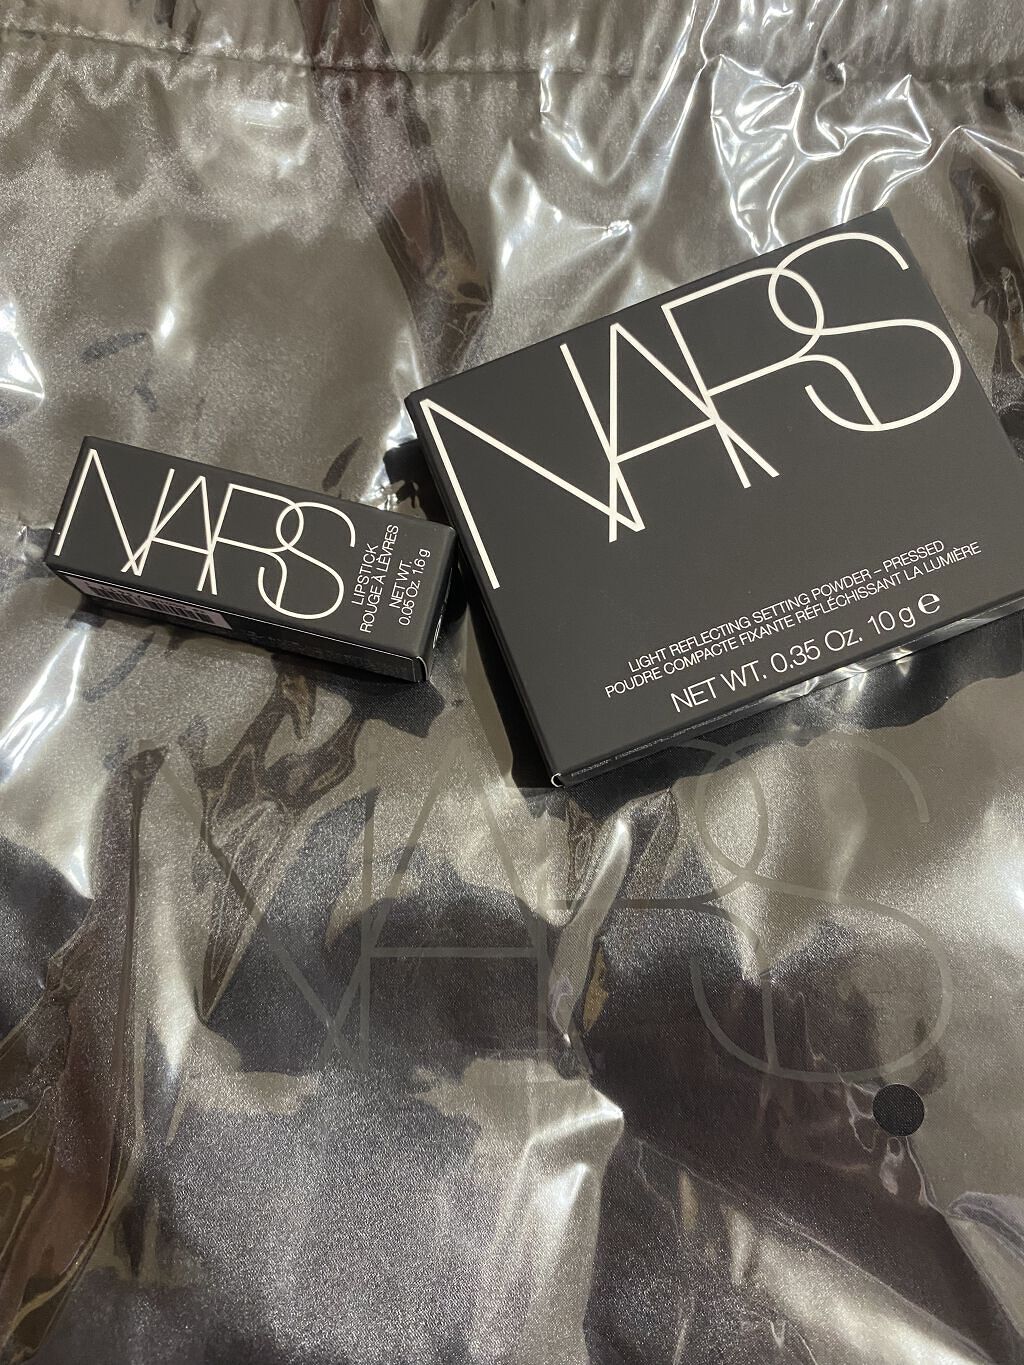 NARS
LIPSTICK
ROUGE À LÈVRES
NET WT.
0.05 Oz. 1.6 g
NARS
LIGHT REFLECTING SETTING POWDER – PRESSED
POUDRE COMPACTE FIXANTE RÉFLÉCHISSANT LA LUMIÈRE
NET WT. 0.35 Oz. 10 g e
NARS